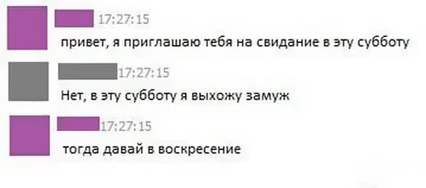 17:27:15
привет, я приглашаю тебя на свидание в эту субботу
17:27:15
Нет, в эту субботу я выхожу замуж
17:27:15
тогда давай в воскресение